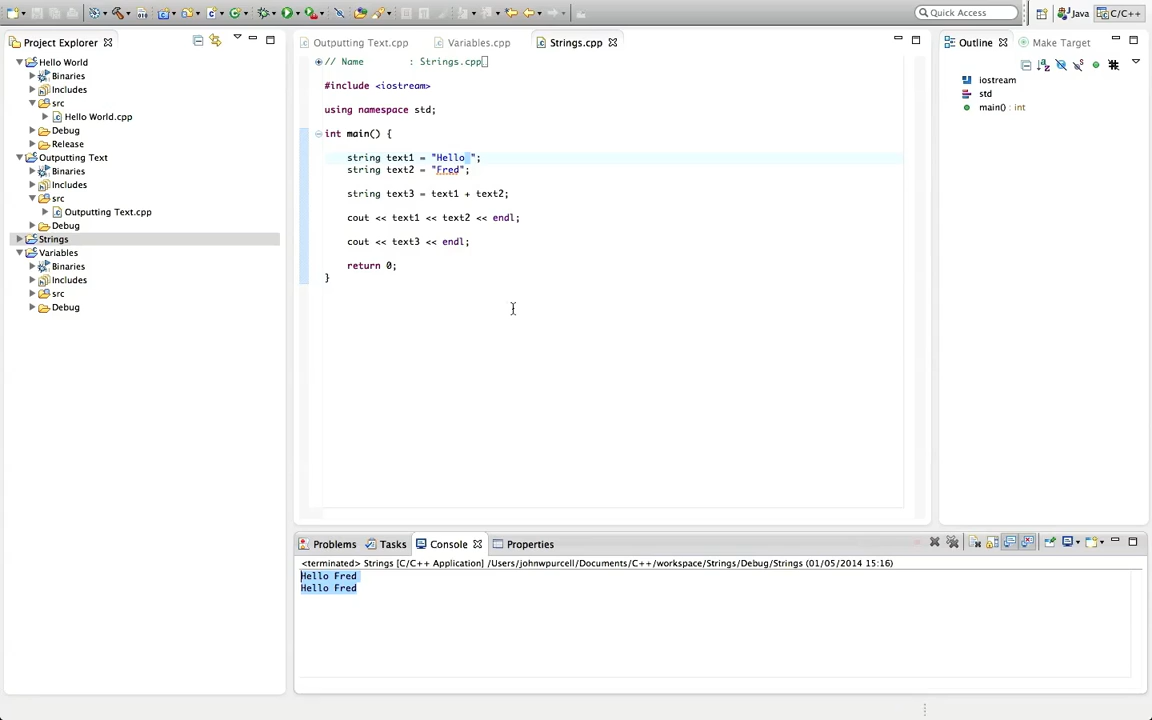 Quick Access
Java
C/C++
Project Explorer
Hello World
Binaries
Includes
src
Hello World.cpp
Debug
Release
Outputting Text
Binaries
Includes
src
Outputting Text.cpp
Debug
Strings
Variables
Binaries
Includes
src
Debug
Outputting Text.cpp
Variables.cpp
Strings.cpp
// Name        : Strings.cpp
#include <iostream>
using namespace std;
int main() {
string text1 = "Hello ";
string text2 = "Fred";
string text3 = text1 + text2;
cout << text1 << text2 << endl;
cout << text3 << endl;
return 0;
}
Outline
Make Target
iostream
std
main() : int
Problems
Tasks
Console
Properties
<terminated> Strings [C/C++ Application] /Users/johnwpurcell/Documents/C++/workspace/Strings/Debug/Strings (01/05/2014 15:16)
Hello Fred
Hello Fred